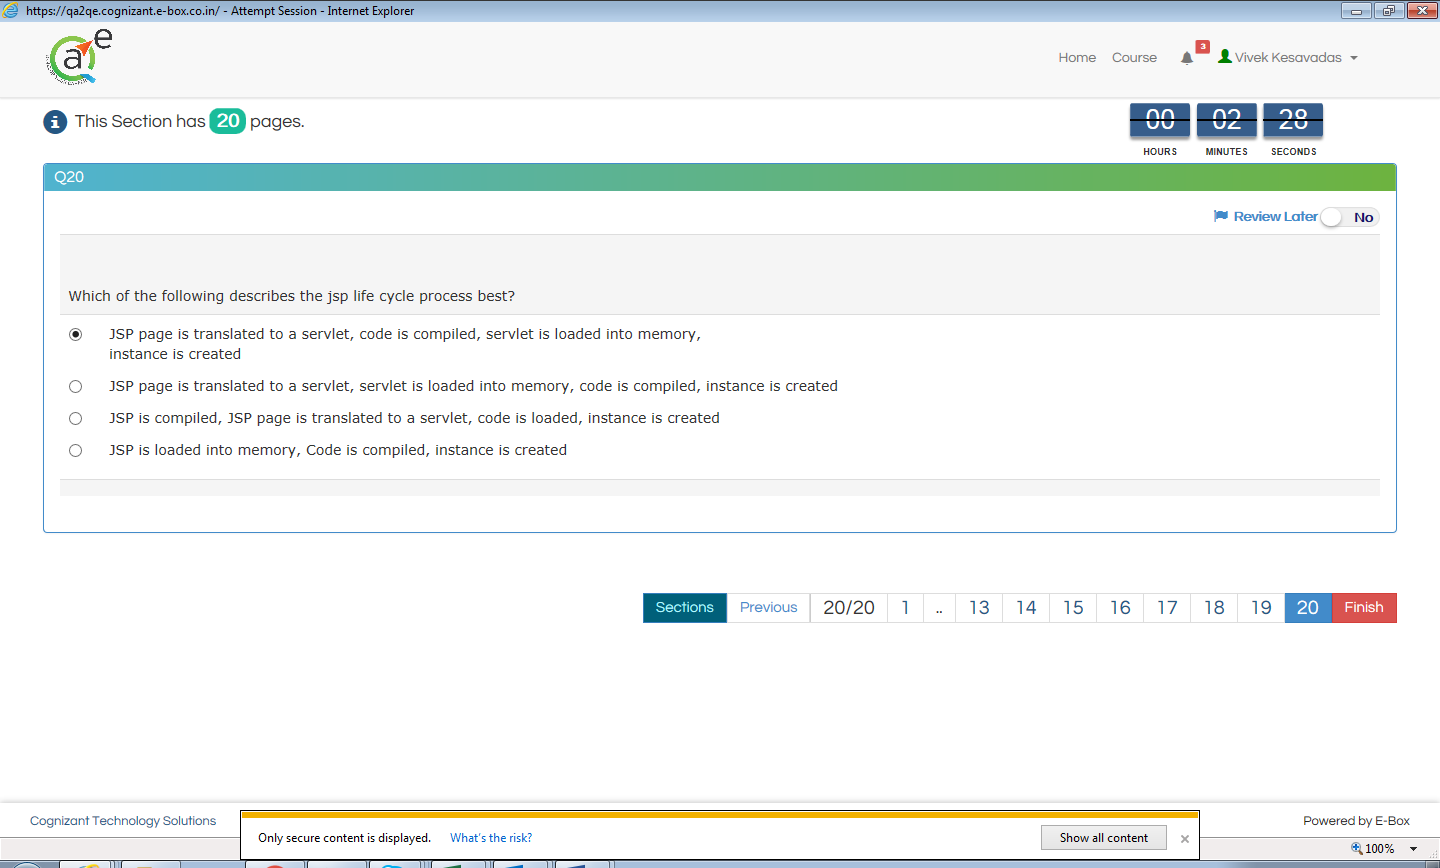 https://qa2qe.cognizant.e-box.co.in/ - Attempt Session - Internet Explorer
a e
Home Course 3 Vivek Kesavadas
i This Section has 20 pages.
00 02 28
HOURS MINUTES SECONDS
Q20
Review Later No
Which of the following describes the jsp life cycle process best?
JSP page is translated to a servlet, code is compiled, servlet is loaded into memory,
instance is created
JSP page is translated to a servlet, servlet is loaded into memory, code is compiled, instance is created
JSP is compiled, JSP page is translated to a servlet, code is loaded, instance is created
JSP is loaded into memory, Code is compiled, instance is created
Sections Previous 20/20 1 .. 13 14 15 16 17 18 19 20 Finish
Cognizant Technology Solutions Powered by E-Box
Only secure content is displayed. What's the risk? Show all content ×
100%